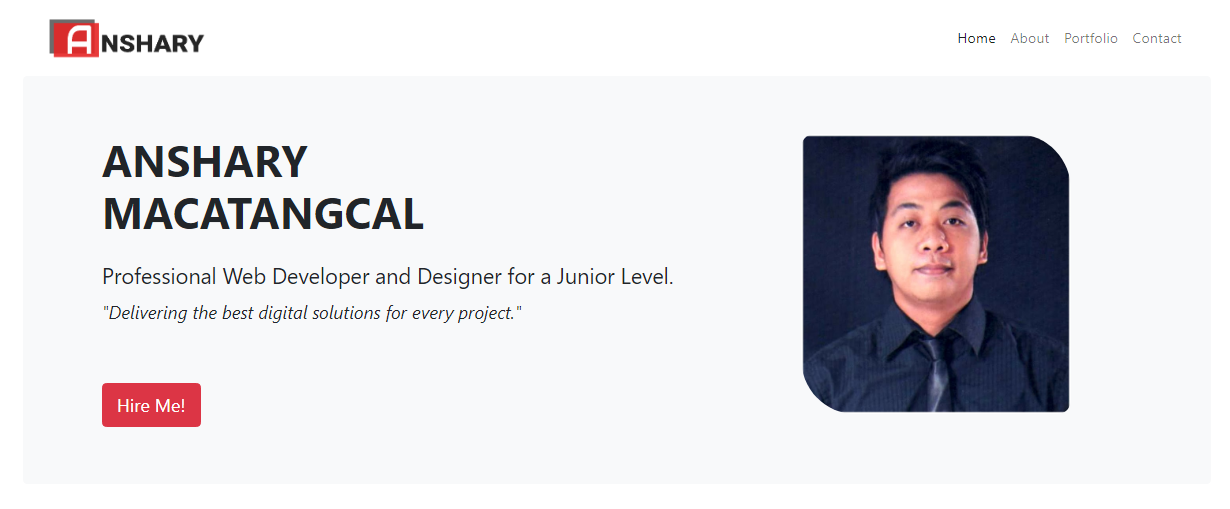 ANSHARY
Home About Portfolio Contact
ANSHARY
MACATANGCAL
Professional Web Developer and Designer for a Junior Level.
"Delivering the best digital solutions for every project."
Hire Me!